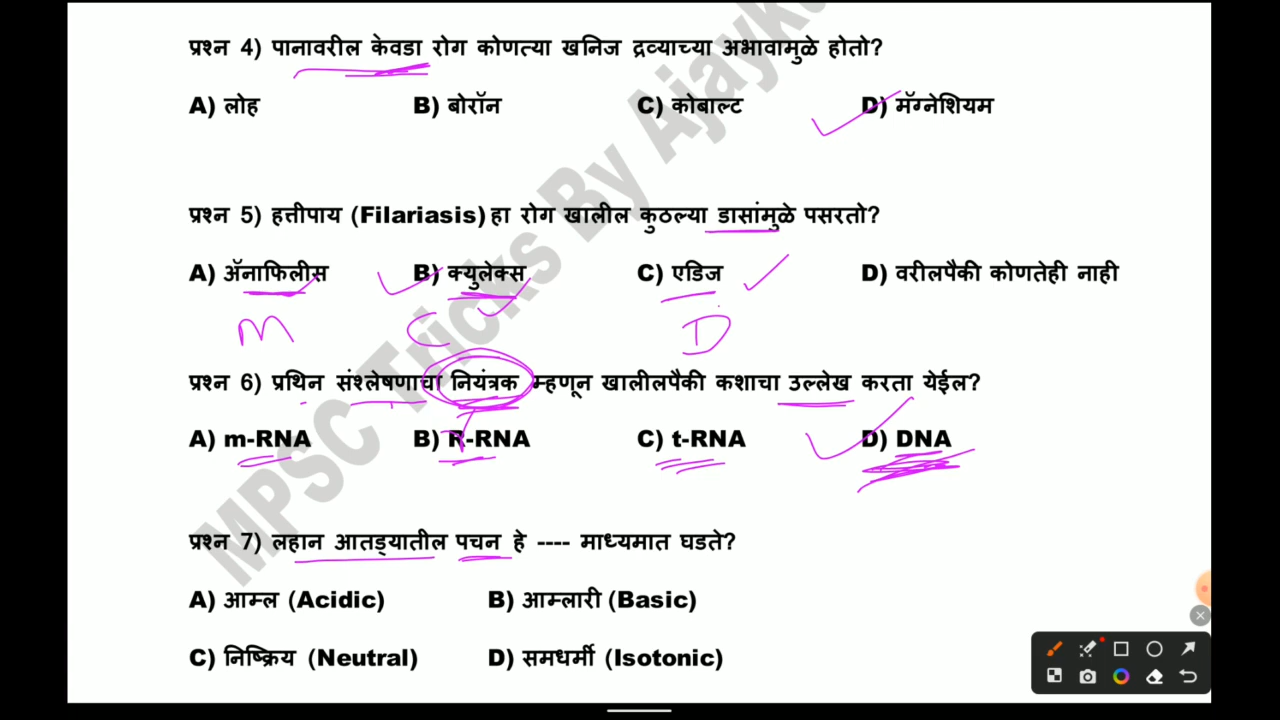 प्रश्न 4) पानावरील केवडा रोग कोणत्या खनिज द्रव्याच्या अभावामुळे होतो?
A) लोह B) बोरॉन C) कोबाल्ट D) मॅग्नेशियम
प्रश्न 5) हत्तीपाय (Filariasis) हा रोग खालील कुठल्या डासांमुळे पसरतो?
A) ॲनाफिलीस B) क्युलेक्स C) एडिज D) वरीलपैकी कोणतेही नाही
M C D
प्रश्न 6) प्रथिन संश्लेषणाचा नियंत्रक म्हणून खालीलपैकी कशाचा उल्लेख करता येईल?
A) m-RNA B) R-RNA C) t-RNA D) DNA
प्रश्न 7) लहान आतड्यातील पचन हे ---- माध्यमात घडते?
A) आम्ल (Acidic) B) आम्लारी (Basic)
C) निष्क्रिय (Neutral) D) समधर्मी (Isotonic)
MPSC Tricks By Ajayk